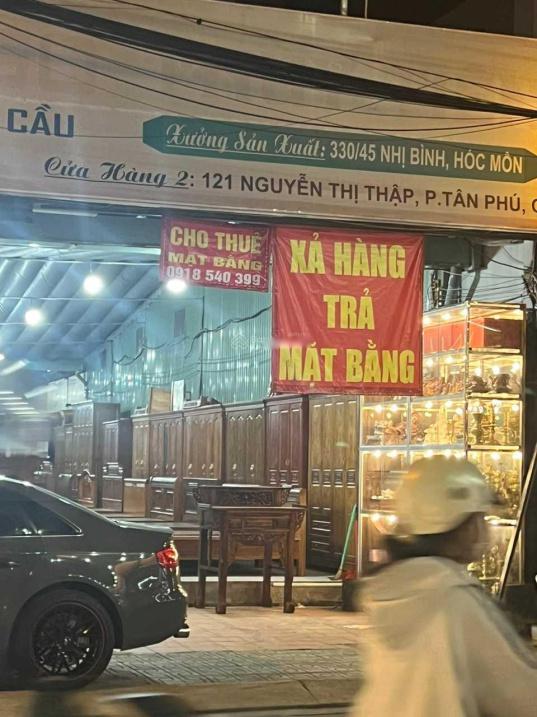 CẦU
Xưởng Sản Xuất: 330/45 NHỊ BÌNH, HÓC MÔN
Cửa Hàng 2: 121 NGUYỄN THỊ THẬP, P.TÂN PHÚ,
CHO THUÊ
MẶT BẰNG
0918 540 399
XẢ HÀNG
TRẢ
MẶT BẰNG